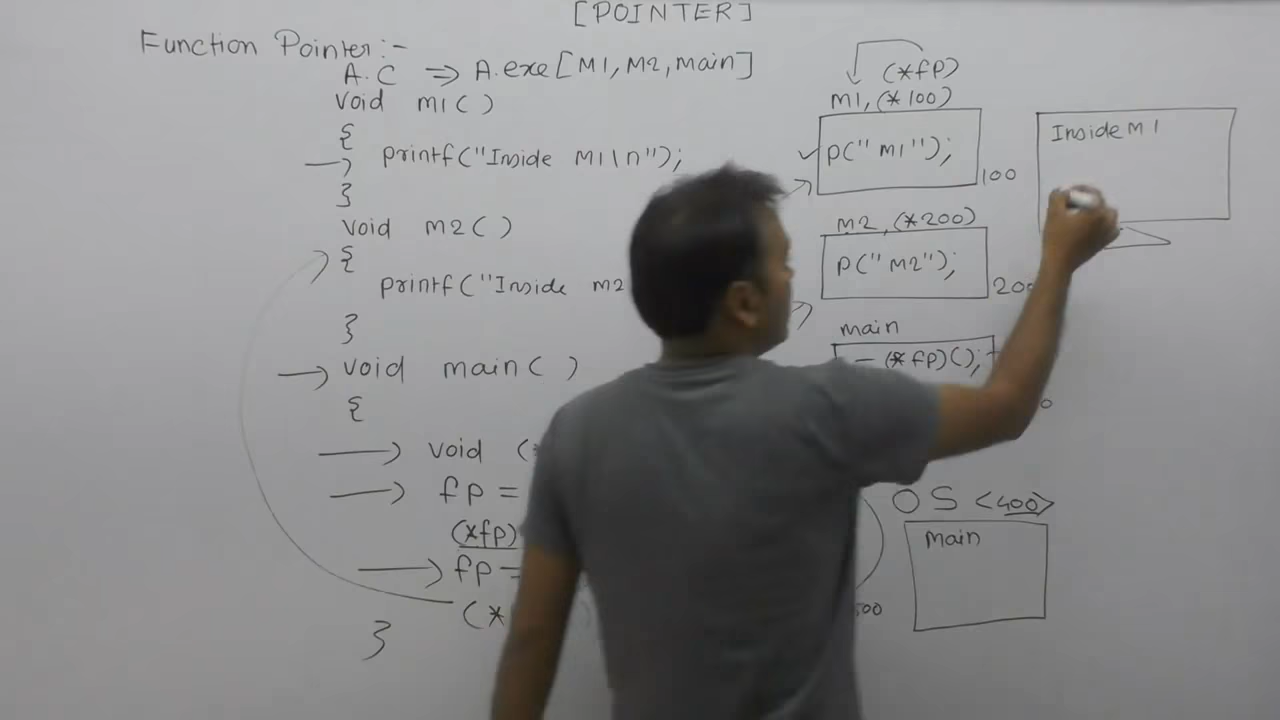 [POINTER]
Function Pointer:-
A.C => A.exe[M1, M2, main]
void m1( )
{
printf("Inside M1\n");
}
void m2( )
{
printf("Inside m2
}
void main( )
{
void (*
fp =
(*fp)
fp =
(*
}
(*fp)
m1, (*100)
p("m1");
100
m2, (*200)
p("m2");
200
main
- (*fp)();
OS <400>
main
Inside M1